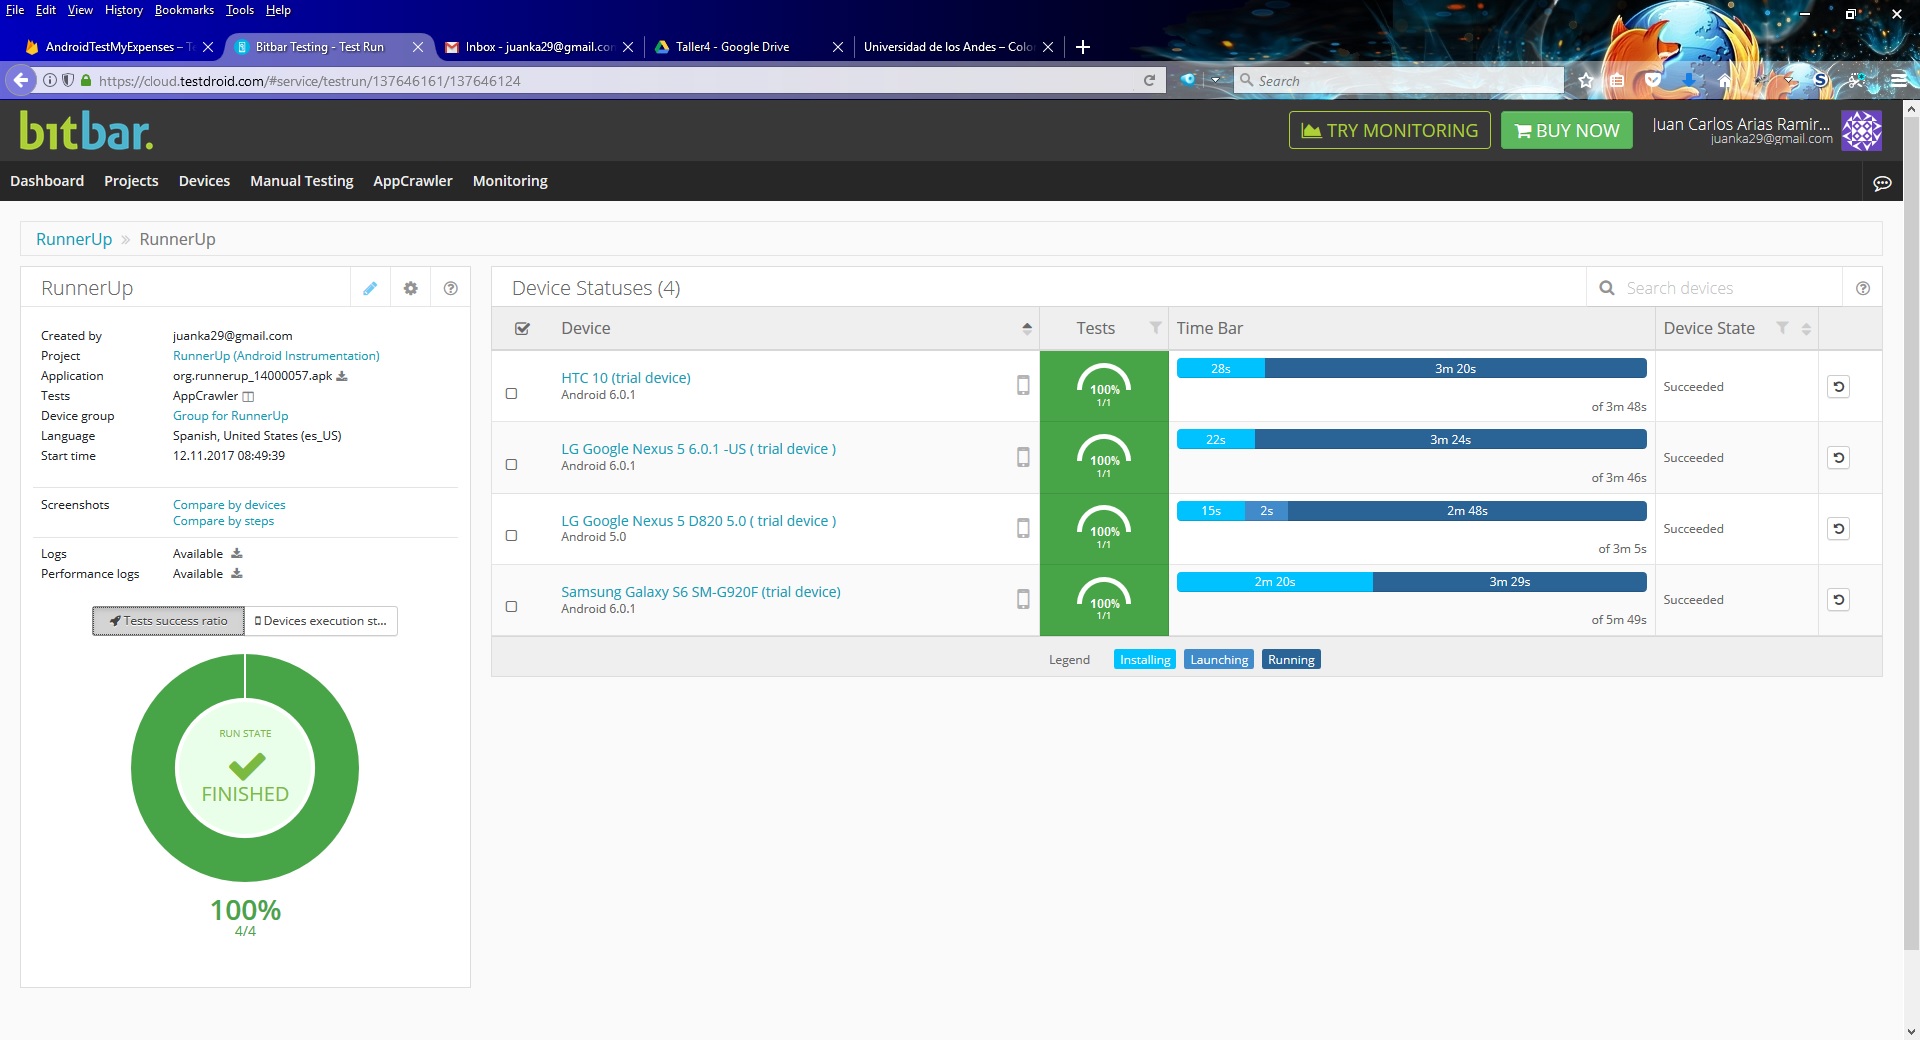 File Edit View History Bookmarks Tools Help
AndroidTestMyExpenses – T
Bitbar Testing - Test Run
Inbox - juanka29@gmail.co
Taller4 - Google Drive
Universidad de los Andes – Colo
https://cloud.testdroid.com/#service/testrun/137646161/137646124
Search
bitbar.
TRY MONITORING
BUY NOW
Juan Carlos Arias Ramir...
juanka29@gmail.com
Dashboard Projects Devices Manual Testing AppCrawler Monitoring
RunnerUp » RunnerUp
RunnerUp
Created by juanka29@gmail.com
Project RunnerUp (Android Instrumentation)
Application org.runnerup_14000057.apk
Tests AppCrawler
Device group Group for RunnerUp
Language Spanish, United States (es_US)
Start time 12.11.2017 08:49:39
Screenshots Compare by devices
Compare by steps
Logs Available
Performance logs Available
Tests success ratio
Devices execution st...
RUN STATE
FINISHED
100%
4/4
Device Statuses (4)
Search devices
Device Tests Time Bar Device State
HTC 10 (trial device)
Android 6.0.1
100%
1/1
28s 3m 20s
of 3m 48s
Succeeded
LG Google Nexus 5 6.0.1 -US ( trial device )
Android 6.0.1
100%
1/1
22s 3m 24s
of 3m 46s
Succeeded
LG Google Nexus 5 D820 5.0 ( trial device )
Android 5.0
100%
1/1
15s 2s 2m 48s
of 3m 5s
Succeeded
Samsung Galaxy S6 SM-G920F (trial device)
Android 6.0.1
100%
1/1
2m 20s 3m 29s
of 5m 49s
Succeeded
Legend Installing Launching Running